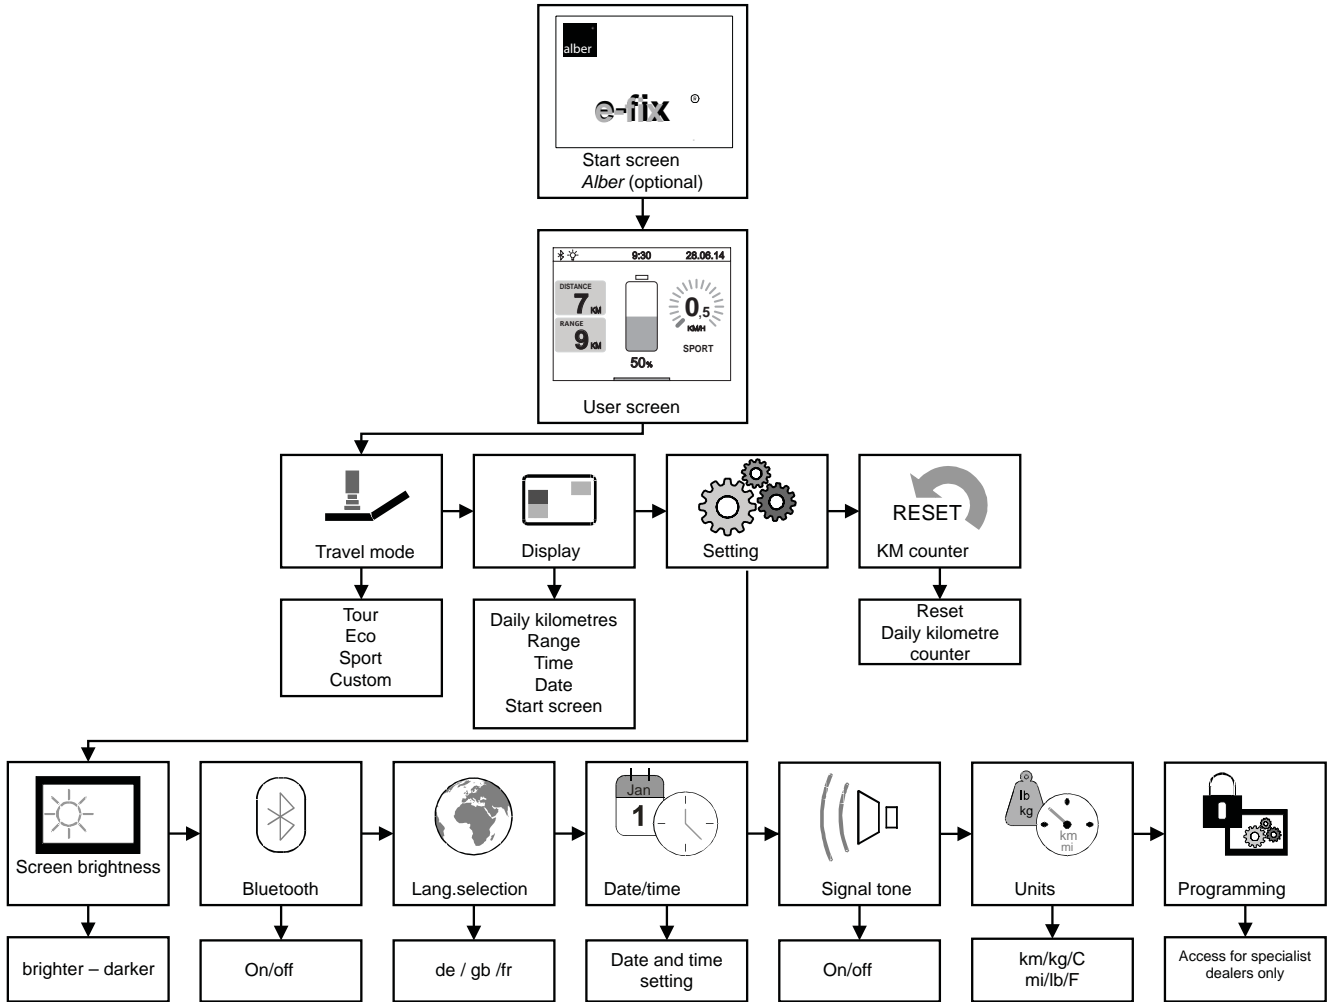 alber
e-fix ®
Start screen
Alber (optional)
9:30 28.06.14
DISTANCE
7 KM
RANGE
9 KM
50%
0,5
KM/H
SPORT
User screen
Travel mode
Display
Setting
RESET
KM counter
Tour
Eco
Sport
Custom
Daily kilometres
Range
Time
Date
Start screen
Reset
Daily kilometre
counter
Screen brightness
Bluetooth
Lang.selection
Jan
1
Date/time
Signal tone
lb
kg
km
mi
Units
Programming
brighter – darker
On/off
de / gb /fr
Date and time
setting
On/off
km/kg/C
mi/lb/F
Access for specialist
dealers only